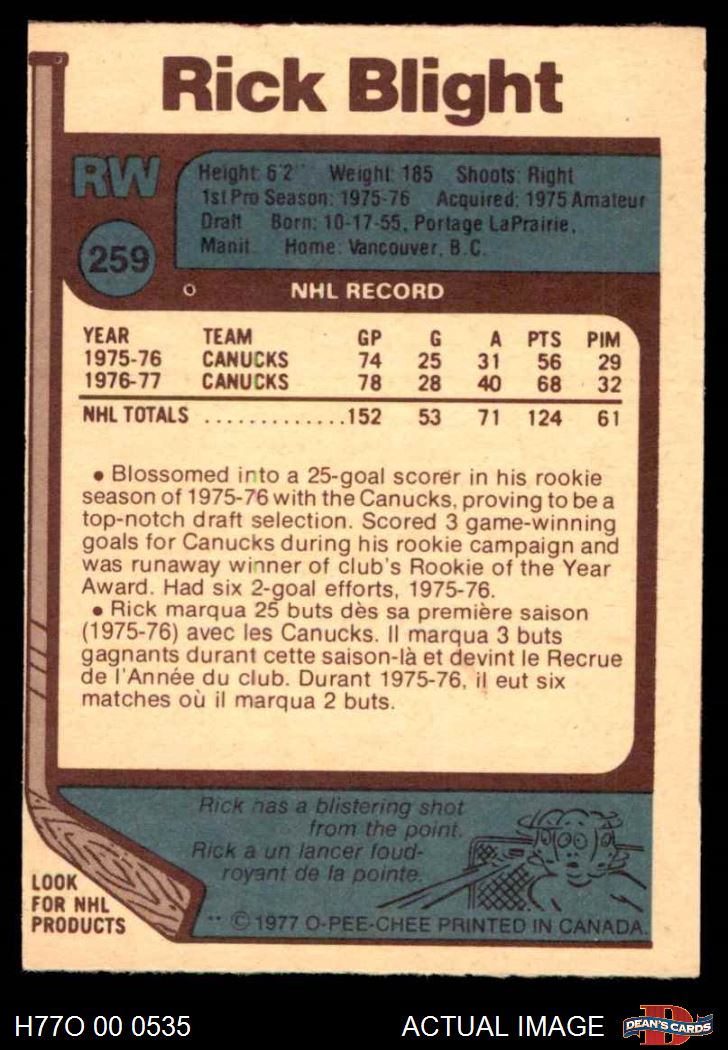 Rick Blight
RW
259
Height: 6'2" Weight: 185 Shoots: Right
1st Pro Season: 1975-76 Acquired: 1975 Amateur
Draft Born: 10-17-55, Portage LaPrairie,
Manit. Home: Vancouver, B.C.
NHL RECORD
YEAR TEAM GP G A PTS PIM
1975-76 CANUCKS 74 25 31 56 29
1976-77 CANUCKS 78 28 40 68 32
NHL TOTALS .............152 53 71 124 61
• Blossomed into a 25-goal scorer in his rookie
season of 1975-76 with the Canucks, proving to be a
top-notch draft selection. Scored 3 game-winning
goals for Canucks during his rookie campaign and
was runaway winner of club's Rookie of the Year
Award. Had six 2-goal efforts, 1975-76.
• Rick marqua 25 buts dès sa première saison
(1975-76) avec les Canucks. Il marqua 3 buts
gagnants durant cette saison-là et devint le Recrue
de l'Année du club. Durant 1975-76, il eut six
matches où il marqua 2 buts.
Rick has a blistering shot
from the point.
Rick a un lancer foud-
royant de la pointe.
LOOK
FOR NHL
PRODUCTS
** © 1977 O-PEE-CHEE PRINTED IN CANADA.
H77O 00 0535
ACTUAL IMAGE
D
DEAN'S CARDS